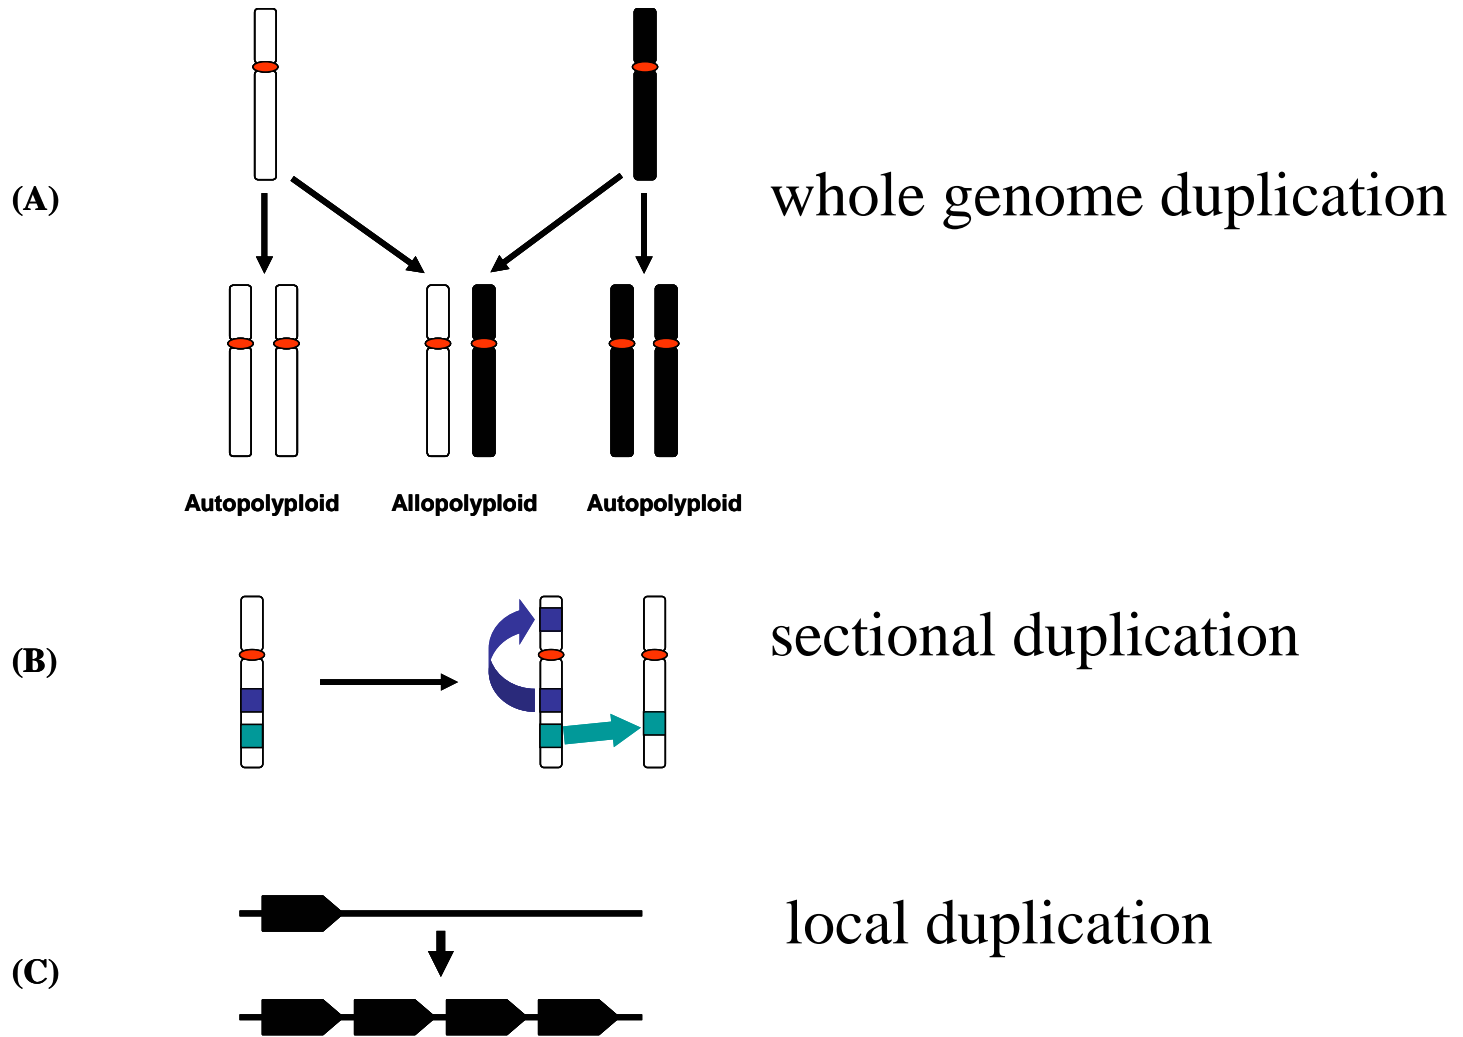 (A)
whole genome duplication
Autopolyploid Allopolyploid Autopolyploid
(B)
sectional duplication
(C)
local duplication